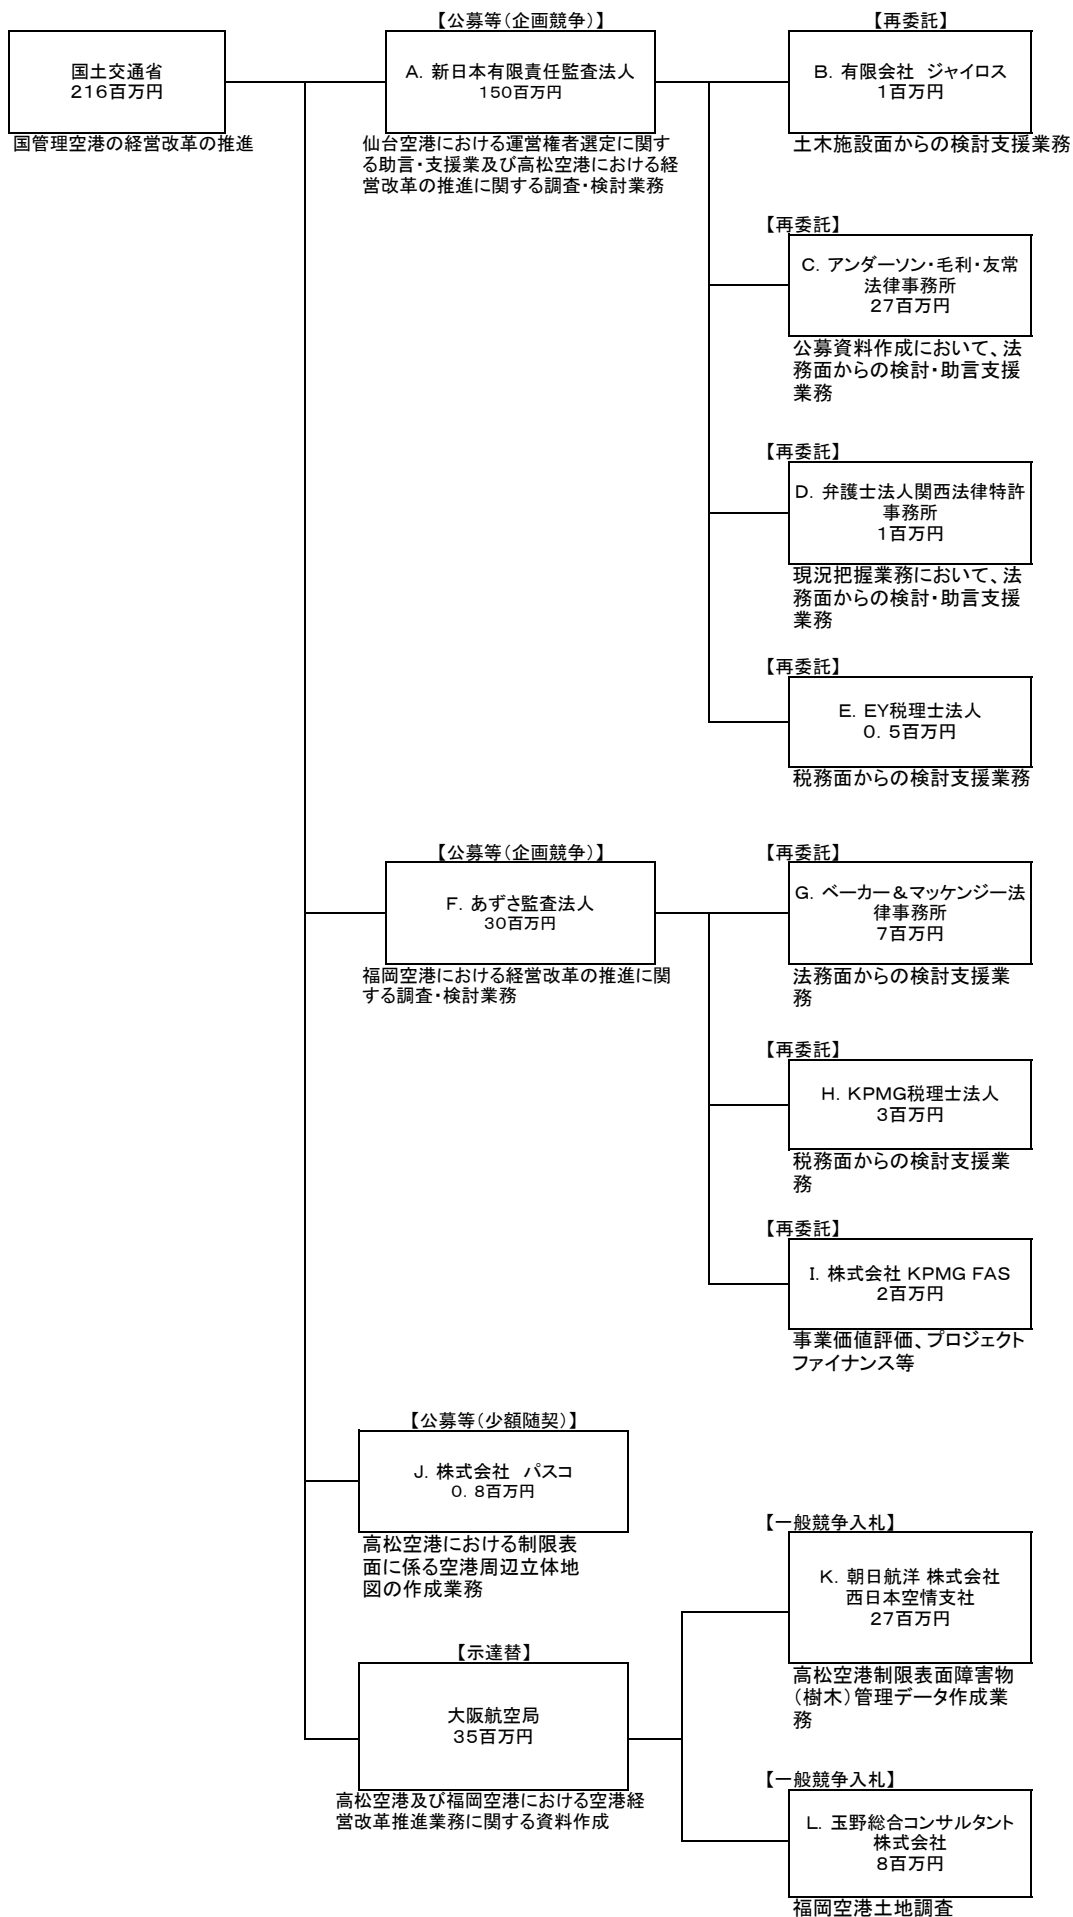 国土交通省
216百万円
国管理空港の経営改革の推進
【公募等(企画競争)】
A. 新日本有限責任監査法人
150百万円
仙台空港における運営権者選定に関す
る助言・支援業及び高松空港における経
営改革の推進に関する調査・検討業務
【再委託】
B. 有限会社 ジャイロス
1百万円
土木施設面からの検討支援業務
【再委託】
C. アンダーソン・毛利・友常
法律事務所
27百万円
公募資料作成において、法
務面からの検討・助言支援
業務
【再委託】
D. 弁護士法人関西法律特許
事務所
1百万円
現況把握業務において、法
務面からの検討・助言支援
業務
【再委託】
E. EY税理士法人
0. 5百万円
税務面からの検討支援業務
【公募等(企画競争)】
F. あずさ監査法人
30百万円
福岡空港における経営改革の推進に関
する調査・検討業務
【再委託】
G. ベーカー&マッケンジー法
律事務所
7百万円
法務面からの検討支援業
務
【再委託】
H. KPMG税理士法人
3百万円
税務面からの検討支援業
務
【再委託】
I. 株式会社 KPMG FAS
2百万円
事業価値評価、プロジェクト
ファイナンス等
【公募等(少額随契)】
J. 株式会社 パスコ
0. 8百万円
高松空港における制限表
面に係る空港周辺立体地
図の作成業務
【示達替】
大阪航空局
35百万円
高松空港及び福岡空港における空港経
営改革推進業務に関する資料作成
【一般競争入札】
K. 朝日航洋 株式会社
西日本空情支社
27百万円
高松空港制限表面障害物
(樹木)管理データ作成業
務
【一般競争入札】
L. 玉野総合コンサルタント
株式会社
8百万円
福岡空港土地調査